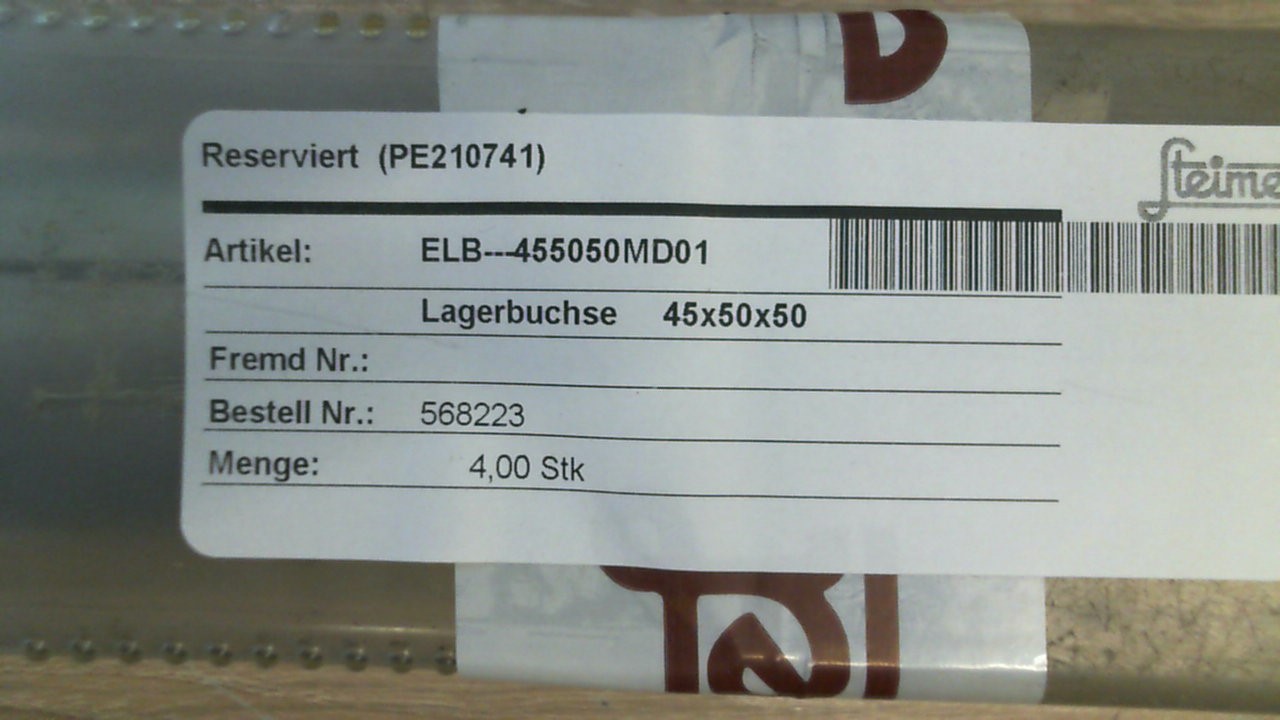 Reserviert (PE210741)
Artikel: ELB---455050MD01
Lagerbuchse 45x50x50
Fremd Nr.:
Bestell Nr.: 568223
Menge: 4,00 Stk